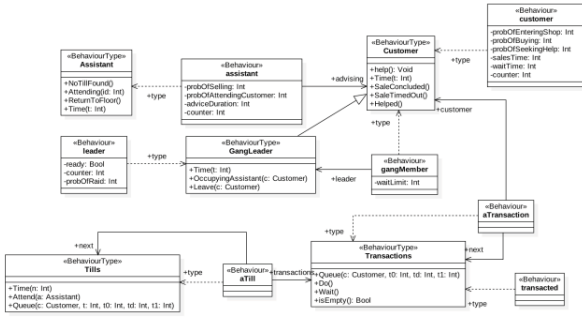 «Behaviour»
customer
-probOfEnteringShop: Int
-probOfBuying: Int
-probOfSeekingHelp: Int
-salesTime: Int
-waitTime: Int
-counter: Int
«BehaviourType»
Customer
+help(): Void
+Time(t: Int)
+SaleConcluded()
+SaleTimedOut()
+Helped()
+type
«BehaviourType»
Assistant
+NoTillFound()
+Attending(id: Int)
+ReturnToFloor()
+Time(t: Int)
+type
«Behaviour»
assistant
-probOfSelling: Int
-probOfAttendingCustomer: Int
-adviceDuration: Int
-counter: Int
+advising
+customer
+type
«Behaviour»
leader
-ready: Bool
-counter: Int
-probOfRaid: Int
+type
«BehaviourType»
GangLeader
+Time(t: Int)
+OccupyingAssistant(c: Customer)
+Leave(c: Customer)
+leader
«Behaviour»
gangMember
-waitLimit: Int
«Behaviour»
aTransaction
+type
+next
+next
«BehaviourType»
Tills
+Time(n: Int)
+Attend(a: Assistant)
+Queue(c: Customer, t: Int, t0: Int, td: Int, t1: Int)
+type
«Behaviour»
aTill
+transactions
«BehaviourType»
Transactions
+Queue(c: Customer, t0: Int, td: Int, t1: Int)
+Do()
+Wait()
+isEmpty(): Bool
+type
«Behaviour»
transacted